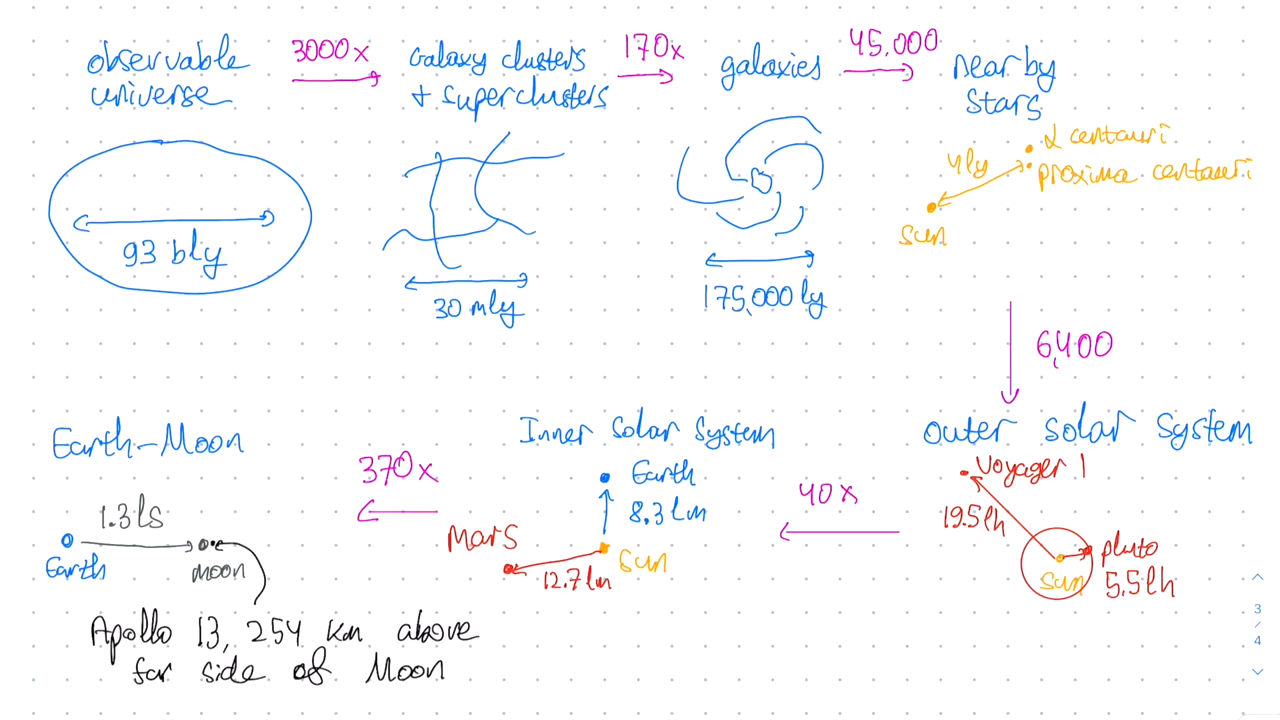 observable
universe
3000x
Galaxy clusters
+ superclusters
170x
galaxies
45,000
nearby
stars
93 bly
30 mly
175,000 ly
4ly
α centauri
proxima centauri
sun
6,400
Earth-Moon
1.3 ls
Earth
Moon
Apollo 13, 254 km above
far side of Moon
370x
Inner Solar System
Earth
8.3 lm
Mars
Sun
12.7 lm
40x
Outer Solar System
Voyager 1
19.5 lh
pluto
Sun
5.5 lh
3
/
4